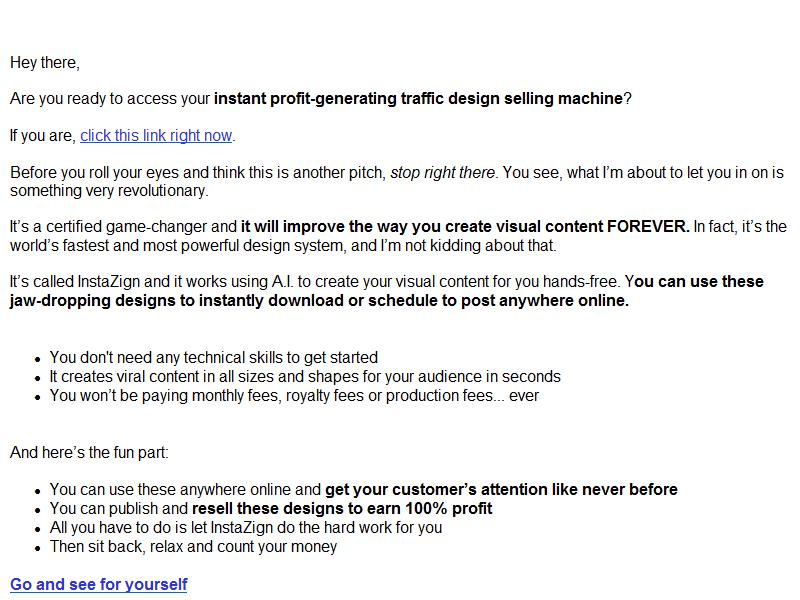 Hey there,
Are you ready to access your instant profit-generating traffic design selling machine?
If you are, click this link right now.
Before you roll your eyes and think this is another pitch, stop right there. You see, what I’m about to let you in on is
something very revolutionary.
It’s a certified game-changer and it will improve the way you create visual content FOREVER. In fact, it’s the
world’s fastest and most powerful design system, and I’m not kidding about that.
It’s called InstaZign and it works using A.I. to create your visual content for you hands-free. You can use these
jaw-dropping designs to instantly download or schedule to post anywhere online.
• You don't need any technical skills to get started
• It creates viral content in all sizes and shapes for your audience in seconds
• You won’t be paying monthly fees, royalty fees or production fees... ever
And here’s the fun part:
• You can use these anywhere online and get your customer’s attention like never before
• You can publish and resell these designs to earn 100% profit
• All you have to do is let InstaZign do the hard work for you
• Then sit back, relax and count your money
Go and see for yourself